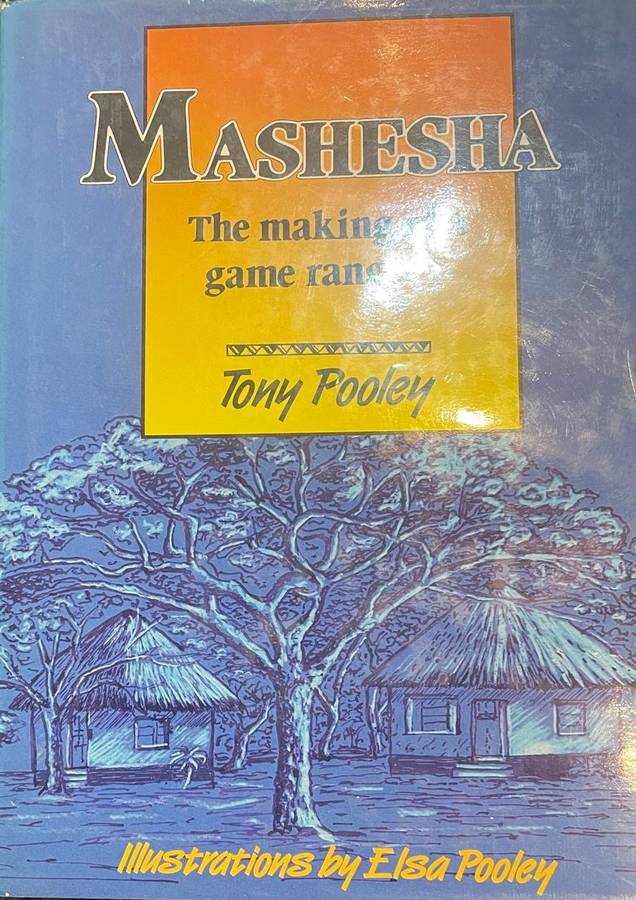 MASHESHA
The making
game
Tony Pooley
Illustrations by Elsa Pooley